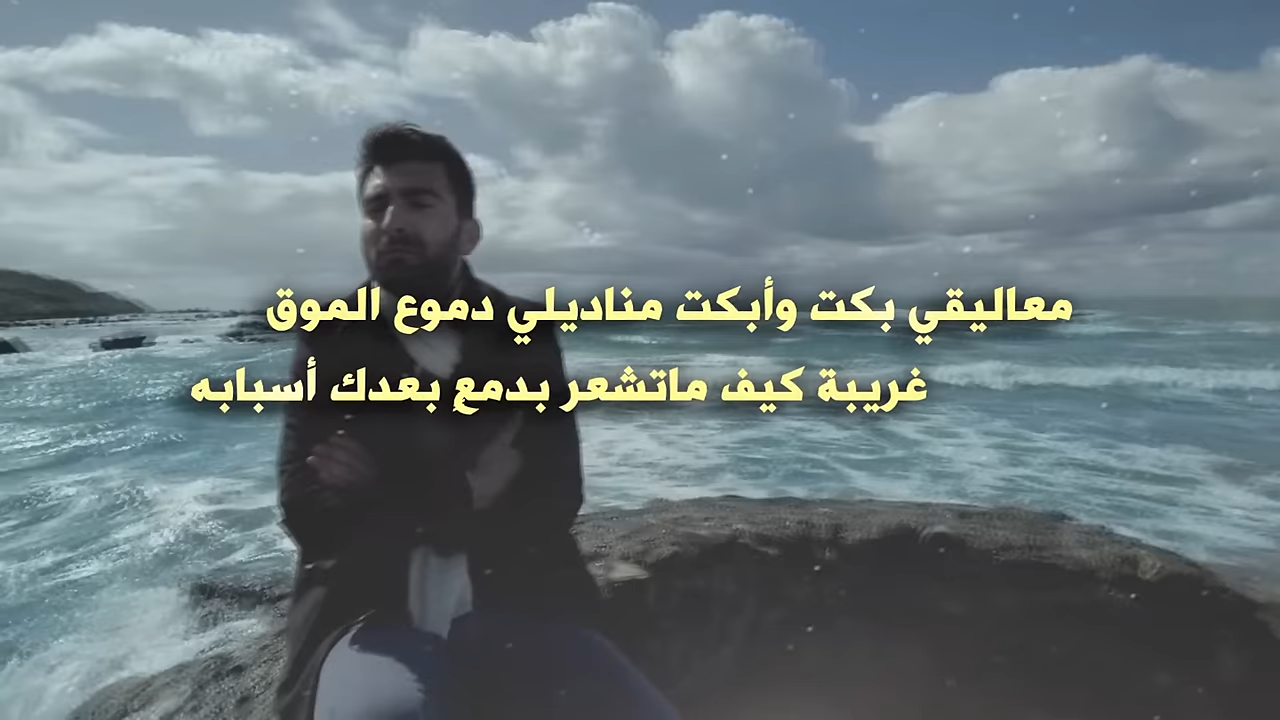 معاليقي بكت وأبكت مناديلي دموع الموق
غريبة كيف ماتشعر بدمعٍ بعدك أسبابه